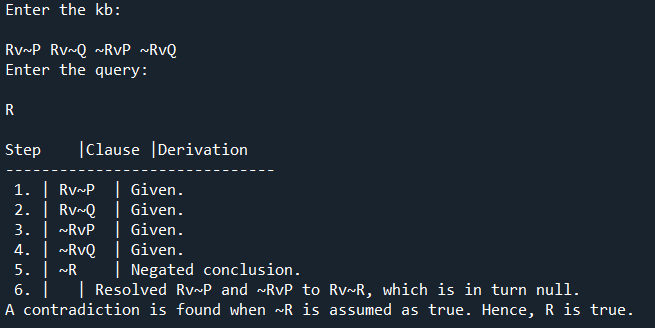 Enter the kb:
Rv~P Rv~Q ~RvP ~RvQ
Enter the query:
R
Step    |Clause |Derivation
------------------------------
 1. | Rv~P  | Given.
 2. | Rv~Q  | Given.
 3. | ~RvP  | Given.
 4. | ~RvQ  | Given.
 5. | ~R    | Negated conclusion.
 6. |   | Resolved Rv~P and ~RvP to Rv~R, which is in turn null.
A contradiction is found when ~R is assumed as true. Hence, R is true.